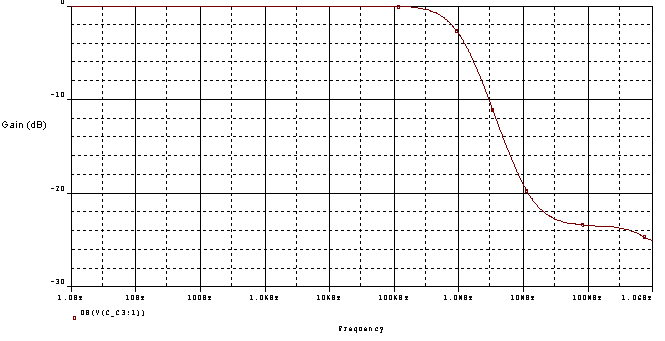 0
-10
Gain (dB)
-20
-30
1.0Hz 10Hz 100Hz 1.0KHz 10KHz 100KHz 1.0MHz 10MHz 100MHz 1.0GHz
DB(V(C_C3:1))
Frequency